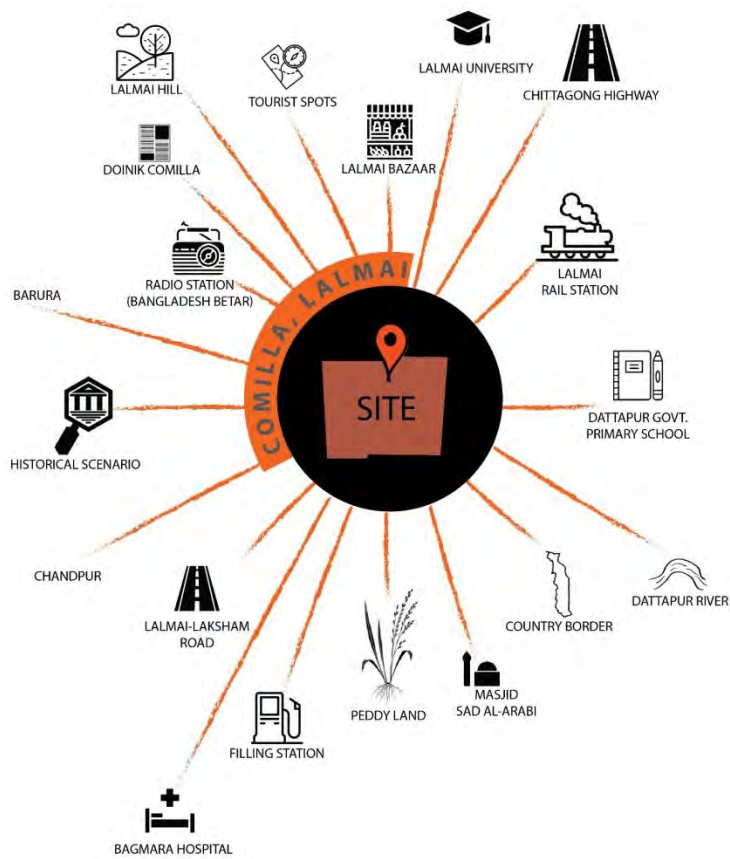 LALMAI HILL
TOURIST SPOTS
LALMAI UNIVERSITY
CHITTAGONG HIGHWAY
DOINIK COMILLA
LALMAI BAZAAR
RADIO STATION
(BANGLADESH BETAR)
LALMAI
RAIL STATION
BARURA
COMILLA, LALMAI
SITE
DATTAPUR GOVT.
PRIMARY SCHOOL
HISTORICAL SCENARIO
CHANDPUR
LALMAI-LAKSHAM
ROAD
PEDDY LAND
MASJID
SAD AL-ARABI
COUNTRY BORDER
DATTAPUR RIVER
FILLING STATION
BAGMARA HOSPITAL